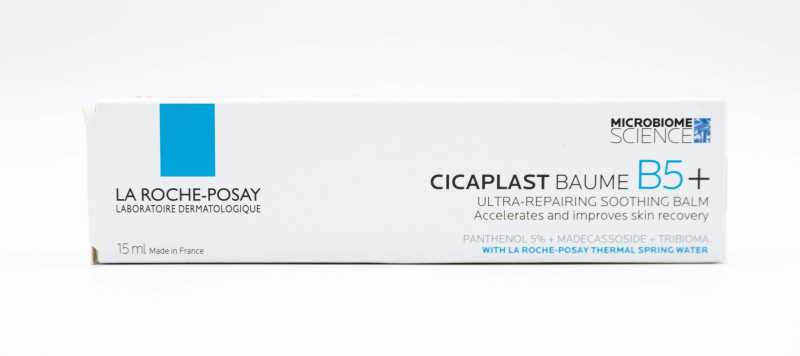 MICROBIOME
SCIENCE
LA ROCHE-POSAY
LABORATOIRE DERMATOLOGIQUE
15 ml Made in France
CICAPLAST BAUME B5+
ULTRA-REPAIRING SOOTHING BALM
Accelerates and improves skin recovery
PANTHENOL 5% + MADECASSOSIDE + TRIBIOMA
WITH LA ROCHE-POSAY THERMAL SPRING WATER